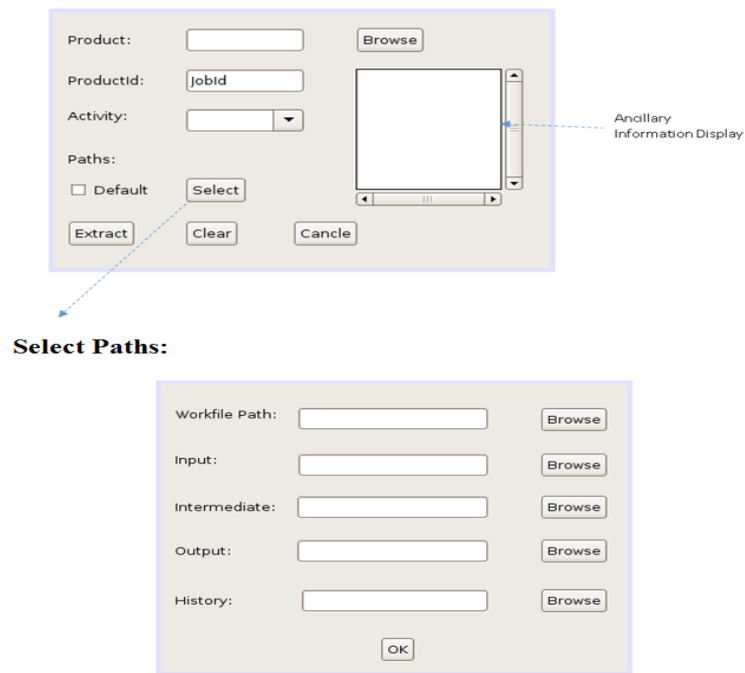 Product:
Browse
ProductId:
JobId
Activity:
Ancillary
Information Display
Paths:
Default
Select
Extract
Clear
Cancle
Select Paths:
Workfile Path:
Browse
Input:
Browse
Intermediate:
Browse
Output:
Browse
History:
Browse
OK